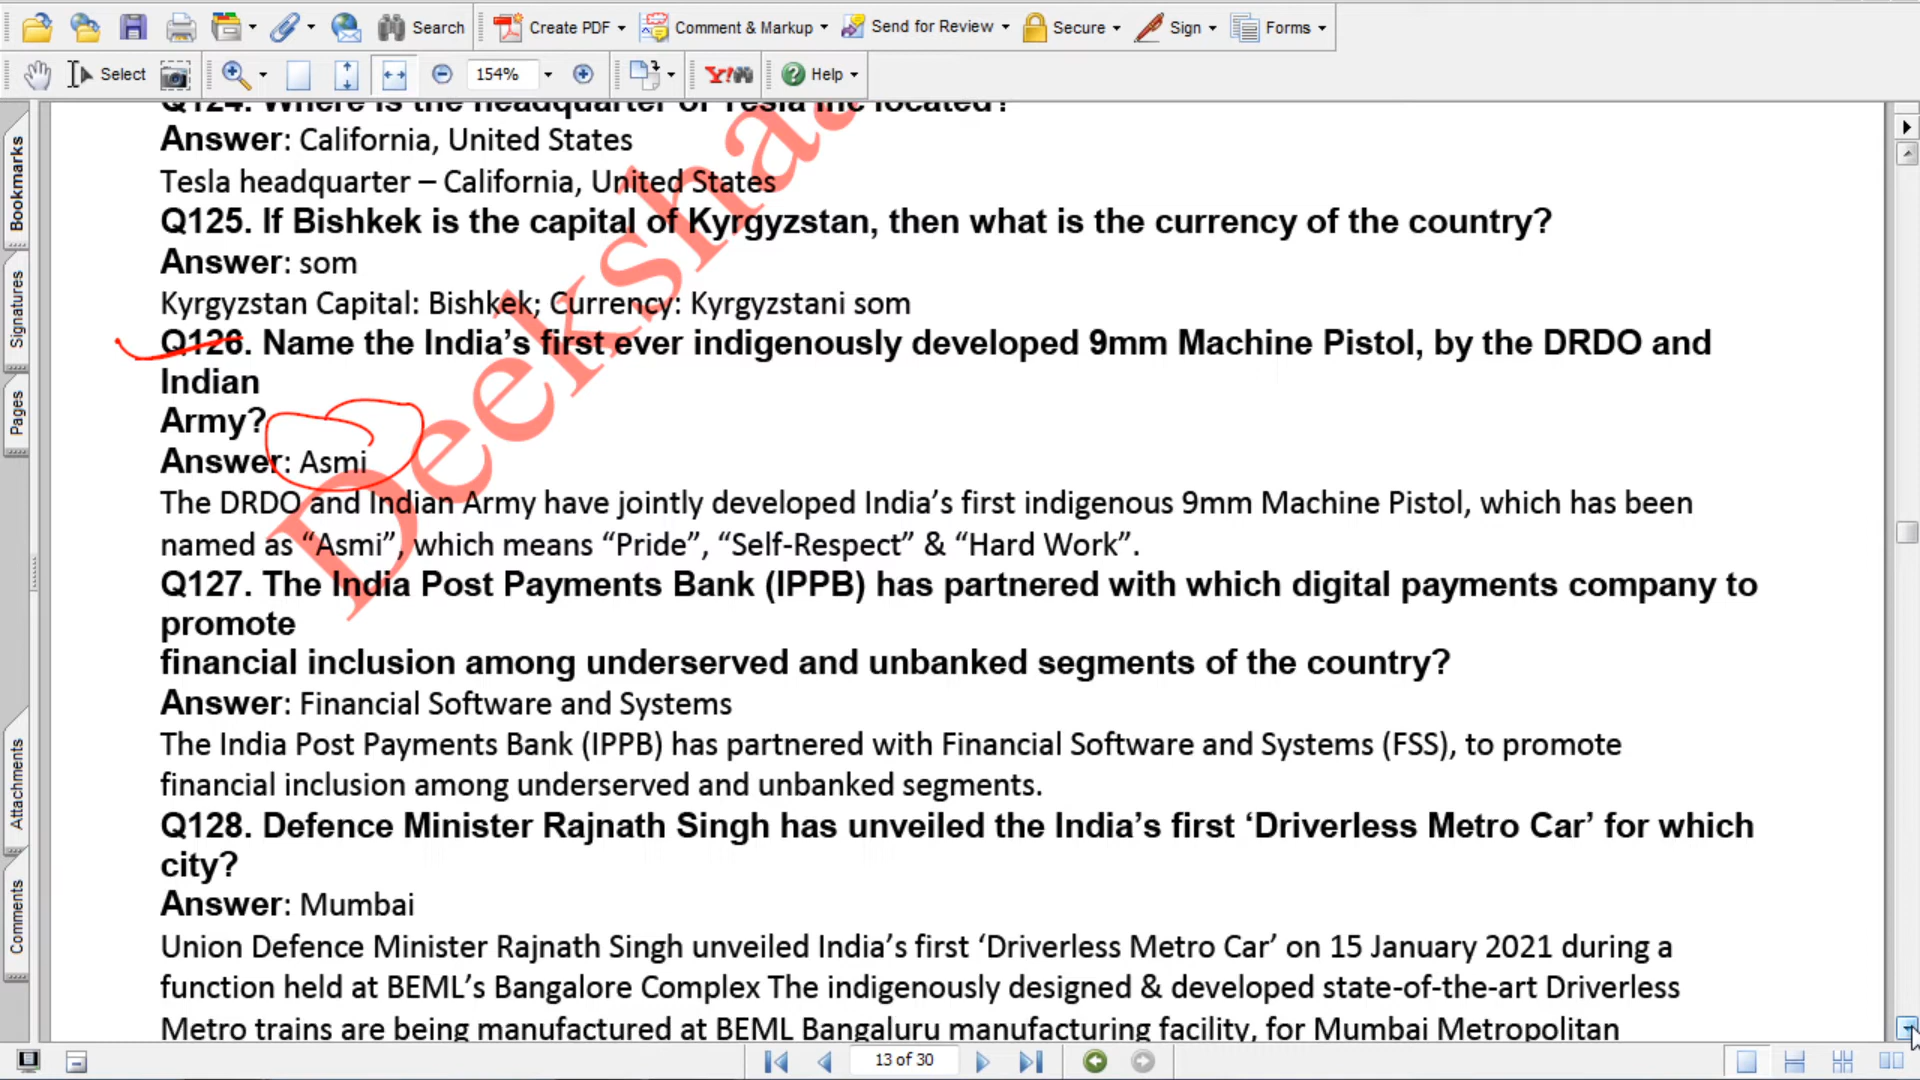 Search
Create PDF
Comment & Markup
Send for Review
Secure
Sign
Forms
Select
154%
Y!
Help
Bookmarks
Signatures
Pages
Attachments
Comments
Q124. Where is the headquarter of Tesla Inc located?
Answer: California, United States
Tesla headquarter – California, United States
Q125. If Bishkek is the capital of Kyrgyzstan, then what is the currency of the country?
Answer: som
Kyrgyzstan Capital: Bishkek; Currency: Kyrgyzstani som
Q126. Name the India’s first ever indigenously developed 9mm Machine Pistol, by the DRDO and
Indian
Army?
Answer: Asmi
The DRDO and Indian Army have jointly developed India’s first indigenous 9mm Machine Pistol, which has been
named as “Asmi”, which means “Pride”, “Self-Respect” & “Hard Work”.
Q127. The India Post Payments Bank (IPPB) has partnered with which digital payments company to
promote
financial inclusion among underserved and unbanked segments of the country?
Answer: Financial Software and Systems
The India Post Payments Bank (IPPB) has partnered with Financial Software and Systems (FSS), to promote
financial inclusion among underserved and unbanked segments.
Q128. Defence Minister Rajnath Singh has unveiled the India’s first ‘Driverless Metro Car’ for which
city?
Answer: Mumbai
Union Defence Minister Rajnath Singh unveiled India’s first ‘Driverless Metro Car’ on 15 January 2021 during a
function held at BEML’s Bangalore Complex The indigenously designed & developed state-of-the-art Driverless
Metro trains are being manufactured at BEML Bangaluru manufacturing facility, for Mumbai Metropolitan
Deeksha
13 of 30